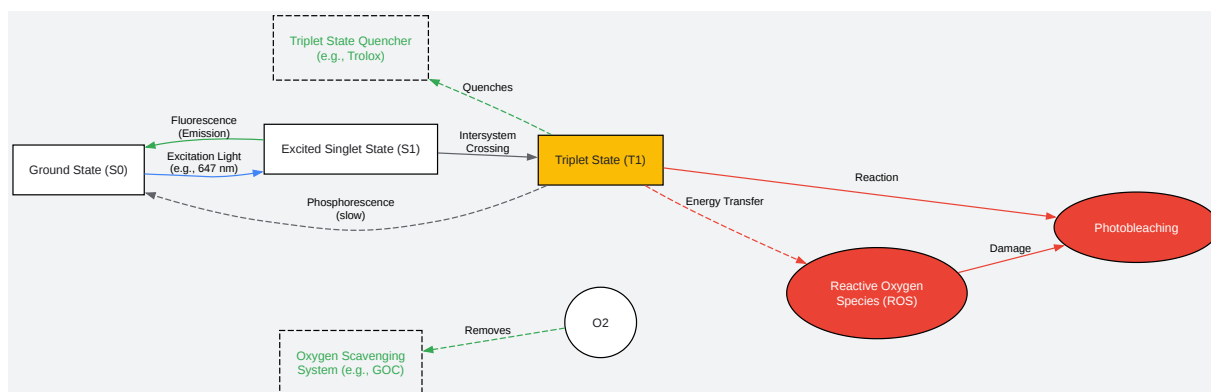 Triplet State Quencher
(e.g., Trolox)
Quenches
Fluorescence
(Emission)
Excited Singlet State (S1)
Intersystem
Crossing
Triplet State (T1)
Ground State (S0)
Excitation Light
(e.g., 647 nm)
Reaction
Phosphorescence
(slow)
Energy Transfer
Photobleaching
Damage
Reactive Oxygen
Species (ROS)
O2
Removes
Oxygen Scavenging
System (e.g., GOC)